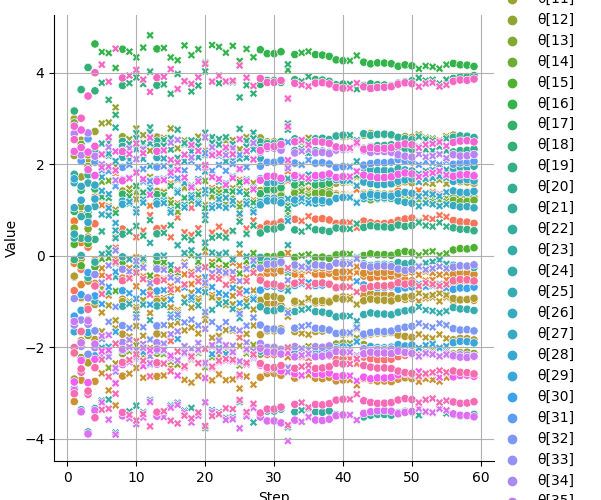 θ[11]
θ[12]
θ[13]
θ[14]
θ[15]
θ[16]
θ[17]
θ[18]
θ[19]
θ[20]
θ[21]
θ[22]
θ[23]
θ[24]
θ[25]
θ[26]
θ[27]
θ[28]
θ[29]
θ[30]
θ[31]
θ[32]
θ[33]
θ[34]
θ[35]
4
2
0
−2
−4
Value
0
10
20
30
40
50
60
Step